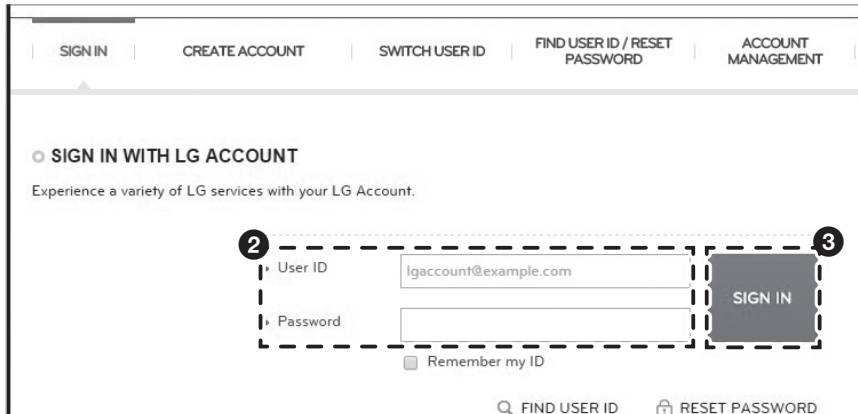 SIGN IN
CREATE ACCOUNT
SWITCH USER ID
FIND USER ID / RESET
PASSWORD
ACCOUNT
MANAGEMENT
SIGN IN WITH LG ACCOUNT
Experience a variety of LG services with your LG Account.
2
3
User ID
lgaccount@example.com
SIGN IN
Password
Remember my ID
FIND USER ID
RESET PASSWORD